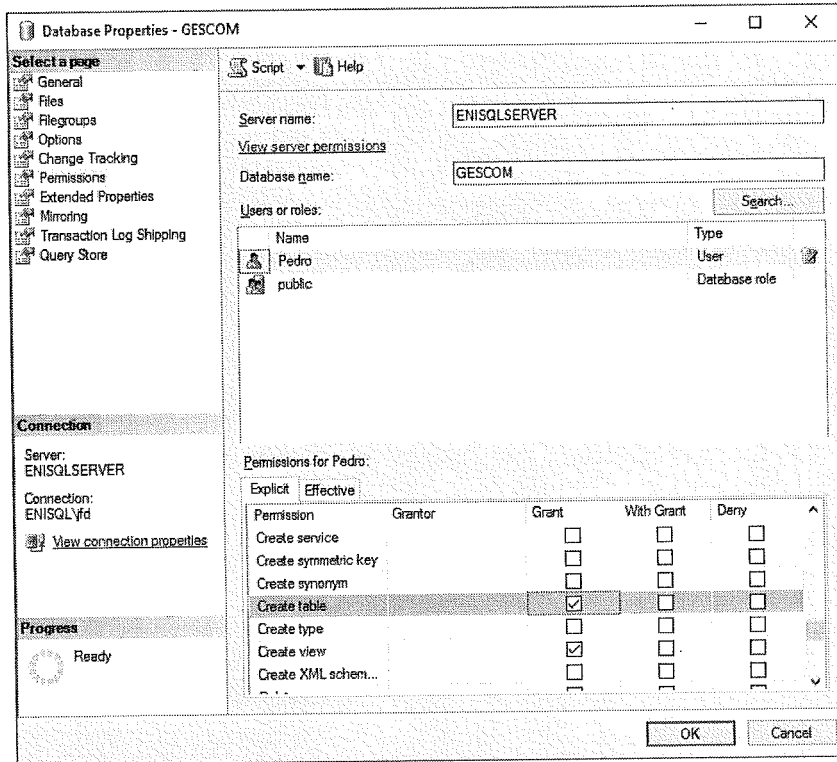 Database Properties - GESCOM
Select a page
General
Files
Filegroups
Options
Change Tracking
Permissions
Extended Properties
Mirroring
Transaction Log Shipping
Query Store
Connection
Server:
ENISQLSERVER
Connection:
ENISQL\jfd
View connection properties
Progress
Ready
Script Help
Server name: ENISQLSERVER
View server permissions
Database name: GESCOM
Search...
Users or roles:
Name Type
Pedro User
public Database role
Permissions for Pedro:
Explicit Effective
Permission Grantor Grant With Grant Deny
Create service
Create symmetric key
Create synonym
Create table
Create type
Create view
Create XML schem...
OK Cancel